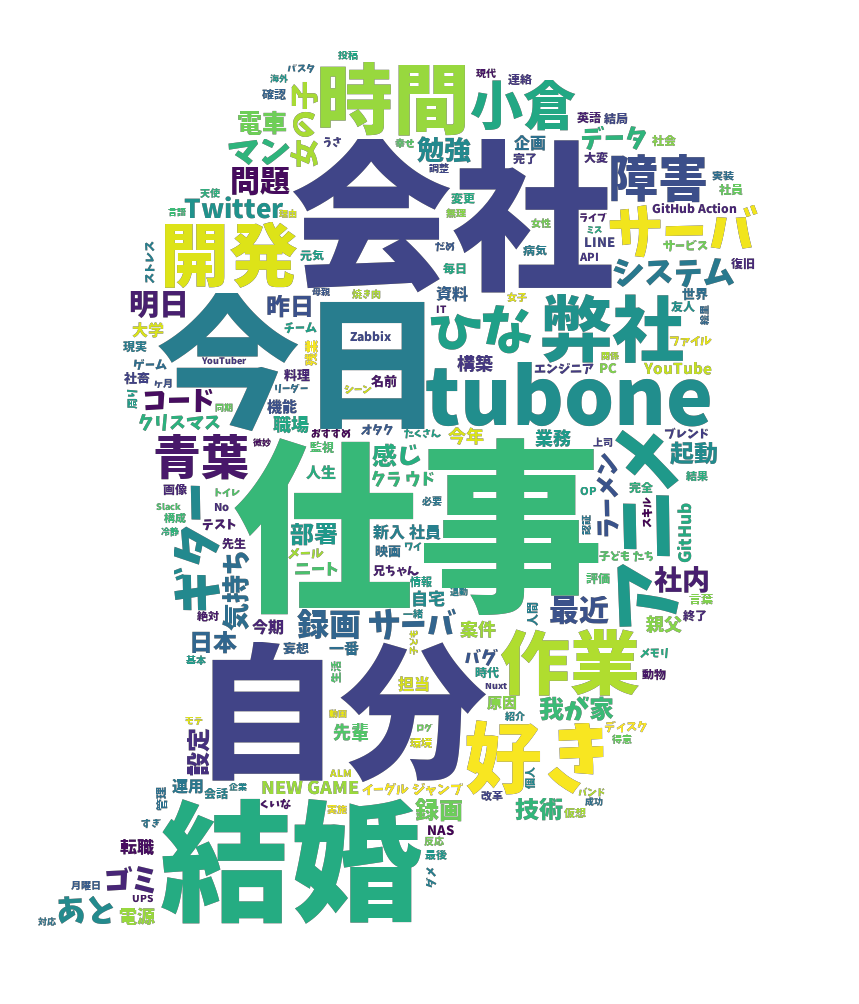 投稿
バスタ
海外
現代
連絡
確認
時間
小倉
女の子
電車
英語
結局
データ
社会
マン
うさ
幸せ
勉強
企画
完了
大変
調整
問題
会社
障害
実装
社員
天使
Twitter
言語
変更
無理
女性
ライブ
ミス
GitHub Action
開発
元気
だめ
病気
LINE
API
サーバ
サービス
ストレス
毎日
システム
復旧
母親
焼き肉
資料
女子
世界
友人
明日
昨日
IT
ひな
弊社
大学
チーム
今日
Zabbix
現実
構築
ファイル
ゲーム
YouTuber
エンジニア
PC
YouTube
社畜
ヶ月
料理
リーダー
シーン
名前
tubone
周り
コード
同期
機能
クリスマス
職場
おすすめ
オタク
たくさん
今年
業務
上司
ブレンド
青葉
微妙
監視
感じ
アニメ
起動
画像
トイレ
人生
クラウド
ラーメン
結果
Slack
No
必要
OP
完全
スキル
構成
テスト
仕事
冷静
ギター
部署
新入 社員
認証
GitHub
先生
メール
映画
ワイ
子ども たち
気持ち
ニート
兄ちゃん
情報
退勤
評価
社内
自宅
言葉
絶対
一緒
人間
最近
終了
今期
録画 サーバ
案件
親父
日本
妄想
一番
基本
自分
生活
バグ
時代
作業
メモリ
動物
担当
Nuxt
原因
我が家
紹介
モテ
設定
先輩
ログ
好き
ディスク
得意
ALM
運用
会話
企業
NEW GAME
イーグル ジャンプ
改革
個人
バンド
成功
管理
くいな
録画
技術
仮想
すぎ
結婚
NAS
転職
反応
最後
月曜日
ゴミ
UPS
ダメ
対応
あと
電源